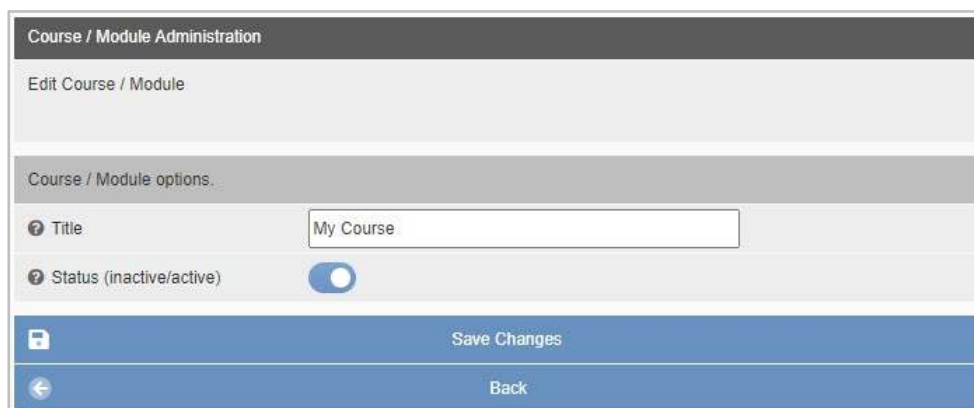 Course / Module Administration
Edit Course / Module
Course / Module options.
Title
My Course
Status (inactive/active)
Save Changes
Back